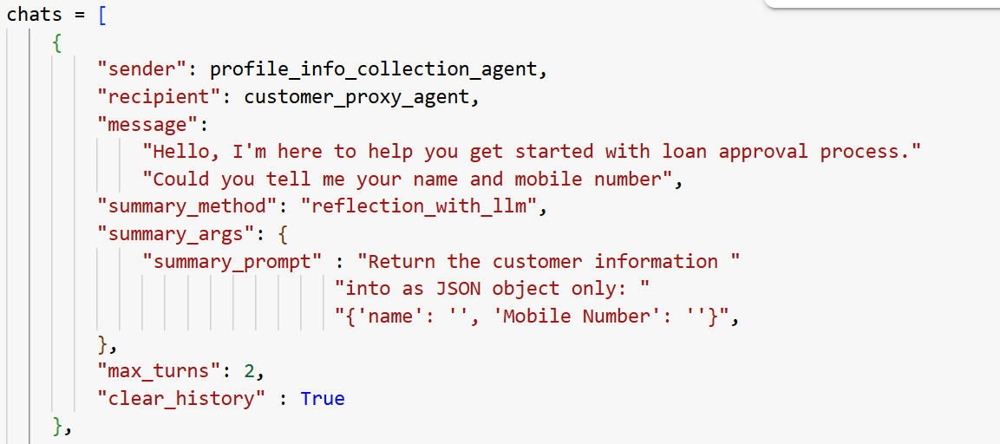 chats = [
{
"sender": profile_info_collection_agent,
"recipient": customer_proxy_agent,
"message":
"Hello, I'm here to help you get started with loan approval process."
"Could you tell me your name and mobile number",
"summary_method": "reflection_with_llm",
"summary_args": {
"summary_prompt" : "Return the customer information "
"into as JSON object only: "
"{'name': '', 'Mobile Number': ''}",
},
"max_turns": 2,
"clear_history" : True
},